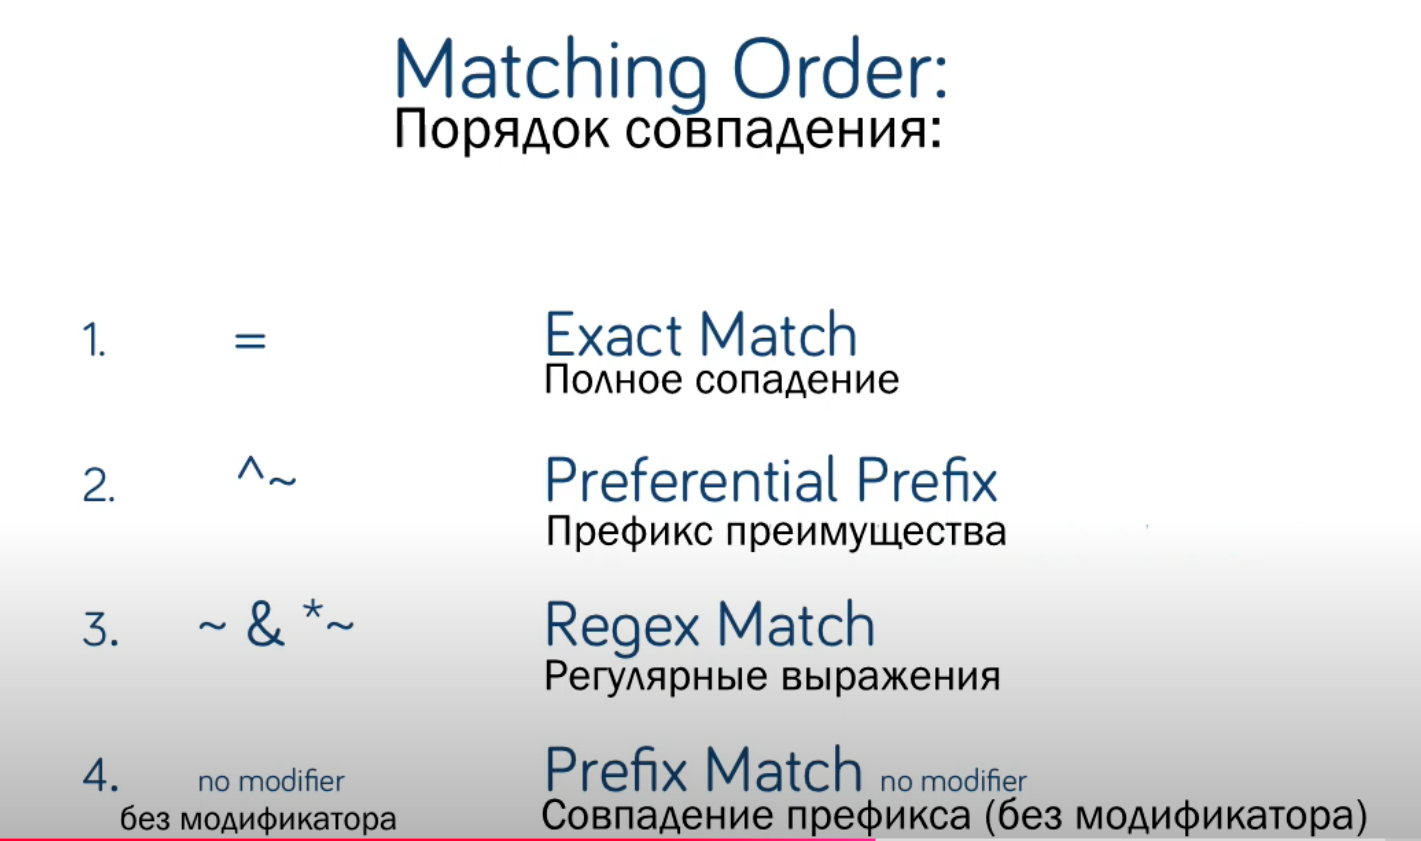 Matching Order:
Порядок совпадения:
1. = Exact Match
Полное сопадение
2. ^~ Preferential Prefix
Префикс преимущества
3. ~ & *~ Regex Match
Регулярные выражения
4. no modifier Prefix Match no modifier
без модификатора Совпадение префикса (без модификатора)